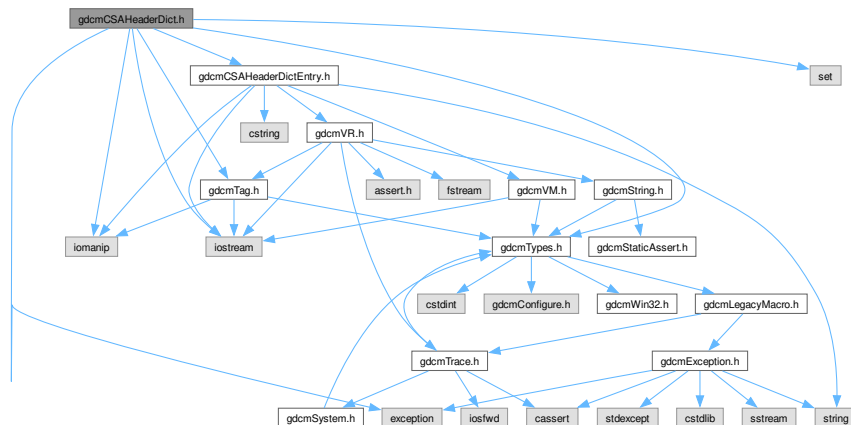 gdcmCSAHeaderDict.h
gdcmCSAHeaderDictEntry.h
set
cstring
gdcmVR.h
gdcmTag.h
assert.h
fstream
gdcmVM.h
gdcmString.h
iomanip
iostream
gdcmTypes.h
gdcmStaticAssert.h
cstdint
gdcmConfigure.h
gdcmWin32.h
gdcmLegacyMacro.h
gdcmTrace.h
gdcmException.h
gdcmSystem.h
exception
iosfwd
cassert
stdexcept
cstdlib
sstream
string